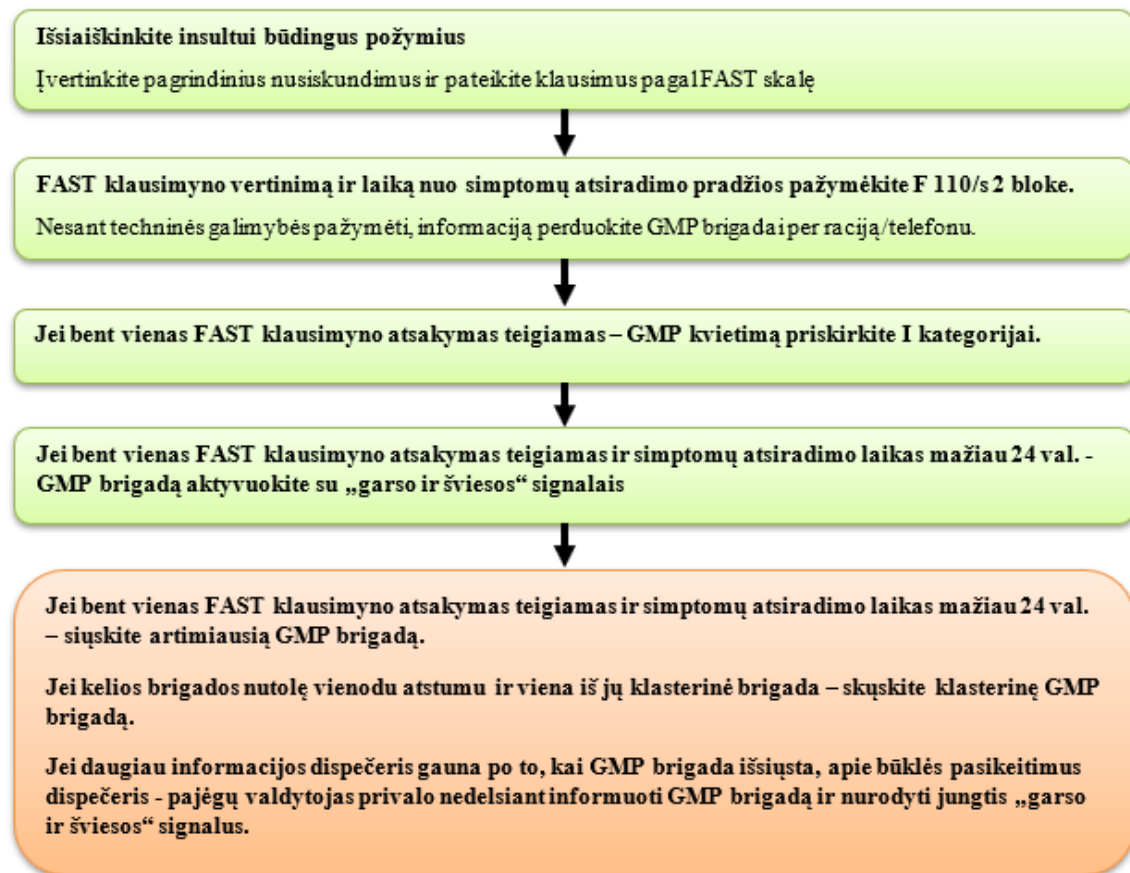 Išsiaiškinkite insultui būdingus požymius
Įvertinkite pagrindinius nusiskundimus ir pateikite klausimus pagal FAST skalę
FAST klausimyno vertinimą ir laiką nuo simptomų atsiradimo pradžios pažymėkite F 110/s 2 bloke.
Nesant techninės galimybės pažymėti, informaciją perduokite GMP brigadai per raciją/telefonu.
Jei bent vienas FAST klausimyno atsakymas teigiamas – GMP kvietimą priskirkite I kategorijai.
Jei bent vienas FAST klausimyno atsakymas teigiamas ir simptomų atsiradimo laikas mažiau 24 val. -
GMP brigadą aktyvuokite su „garso ir šviesos“ signalais
Jei bent vienas FAST klausimyno atsakymas teigiamas ir simptomų atsiradimo laikas mažiau 24 val.
– siųskite artimiausią GMP brigadą.
Jei kelios brigados nutolę vienodu atstumu ir viena iš jų klasterinė brigada – skųskite klasterinę GMP
brigadą.
Jei daugiau informacijos dispečeris gauna po to, kai GMP brigada išsiųsta, apie būklės pasikeitimus
dispečeris - pajėgų valdytojas privalo nedelsiant informuoti GMP brigadą ir nurodyti jungtis „garso
ir šviesos“ signalus.